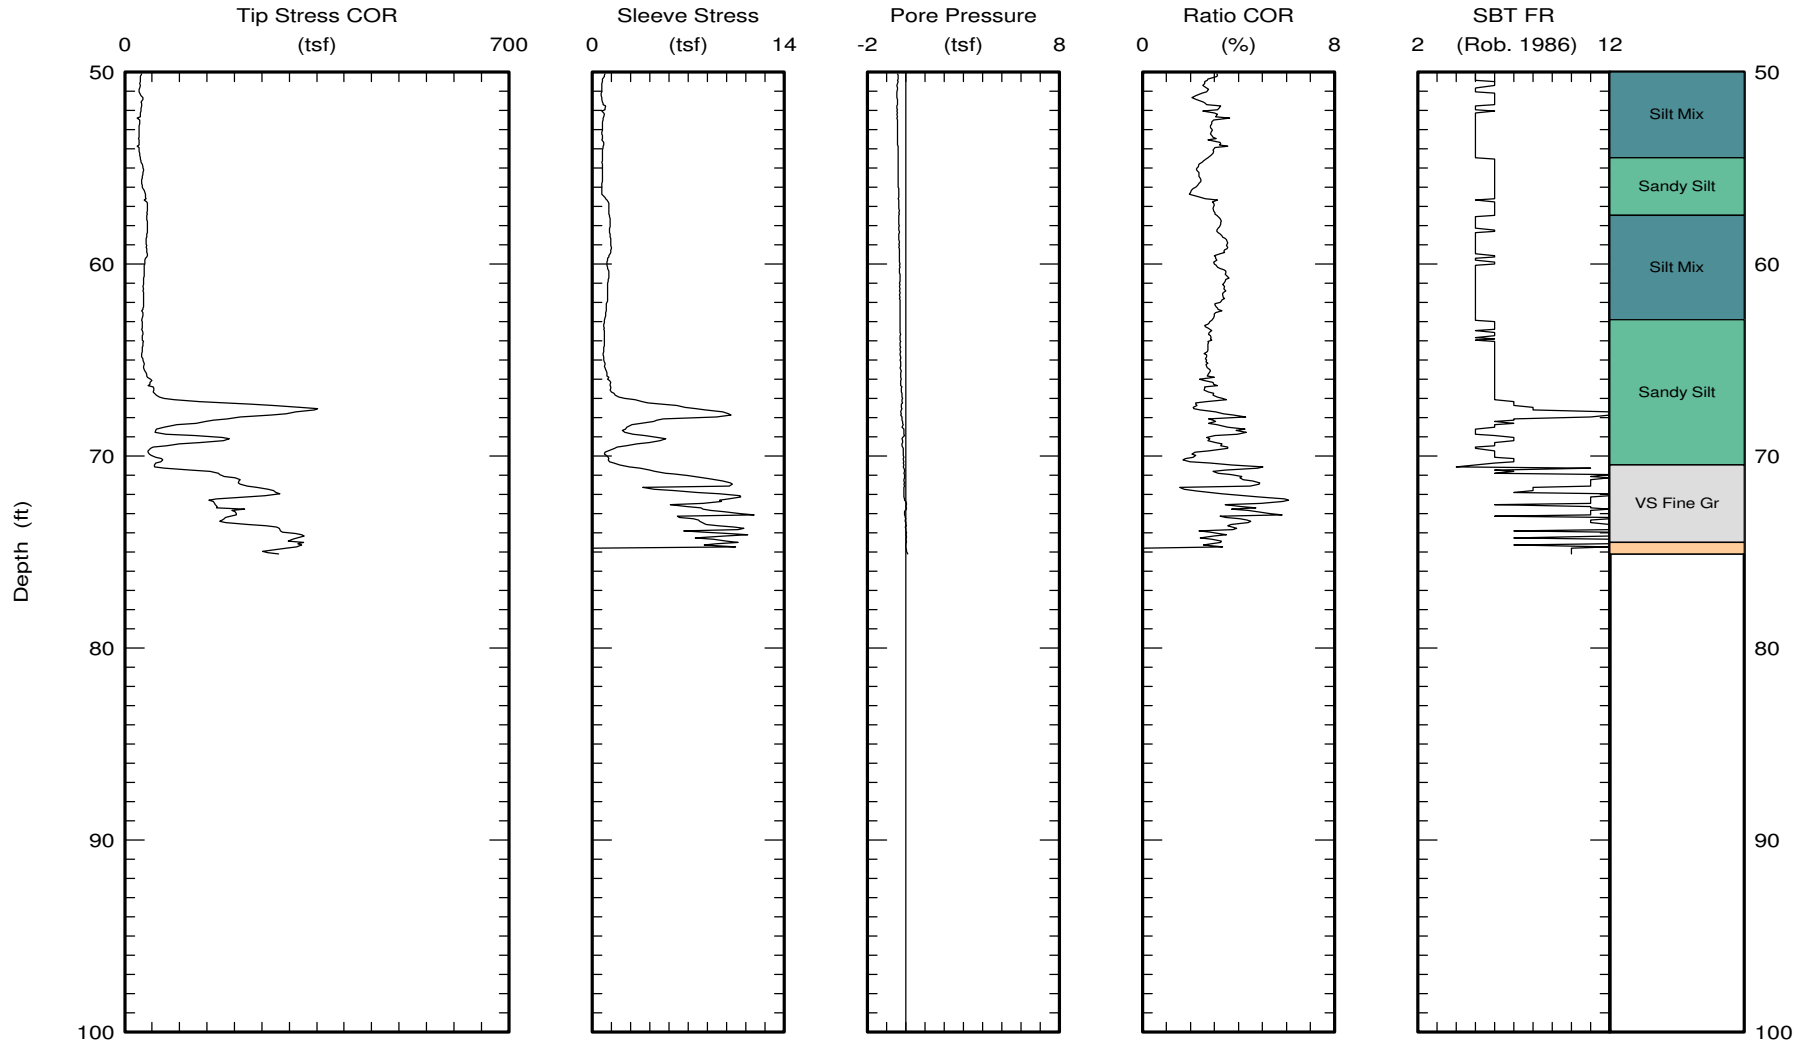 Tip Stress COR Sleeve Stress Pore Pressure Ratio COR SBT FR
0 (tsf) 700 0 (tsf) 14 -2 (tsf) 8 0 (%) 8 2 (Rob. 1986) 12
50 50
Silt Mix
Sandy Silt
60 Silt Mix 60
Sandy Silt
70 70
VS Fine Gr
Depth (ft)
80 80
90 90
100 100